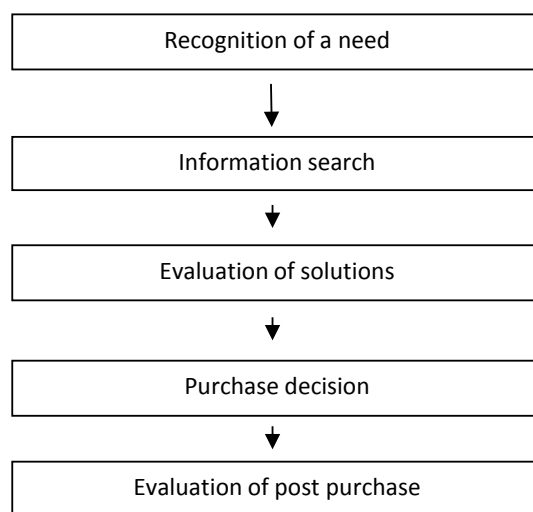 Recognition of a need
Information search
Evaluation of solutions
Purchase decision
Evaluation of post purchase